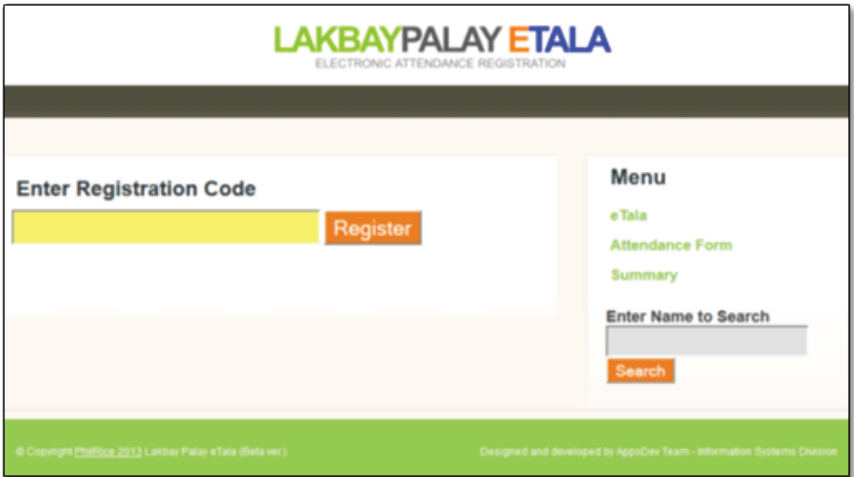 LAKBAYPALAY ETALA
ELECTRONIC ATTENDANCE REGISTRATION
Enter Registration Code
Register
Menu
eTala
Attendance Form
Summary
Enter Name to Search
Search
© Copyright PhilRice 2013 Lakbay Palay eTala (Beta ver.)
Designed and developed by AppsDev Team - Information Systems Division